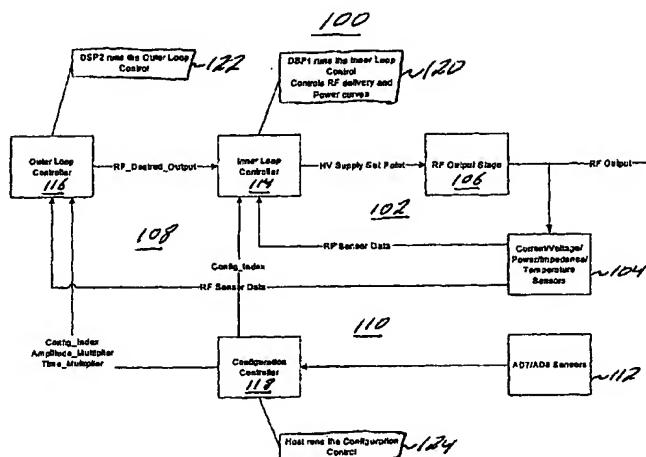 100
DSP2 runs the Outer Loop
Control
122
DSP1 runs the Inner Loop
Control
Controls RF delivery and
Power curves
120
Outer Loop
Controller
116
RF_Desired_Output
Inner Loop
Controller
114
HV Supply Set Point
RF Output Stage
106
RF Output
102
108
RF Sensor Data
Current/Voltage/
Power/Impedance/
Temperature
Sensors
104
Config_Index
RF Sensor Data
110
Config_Index
Amplitude_Multiplier
Time_Multiplier
Configuration
Controller
118
AD7/AD8 Sensors
112
Host runs the Configuration
Control
124